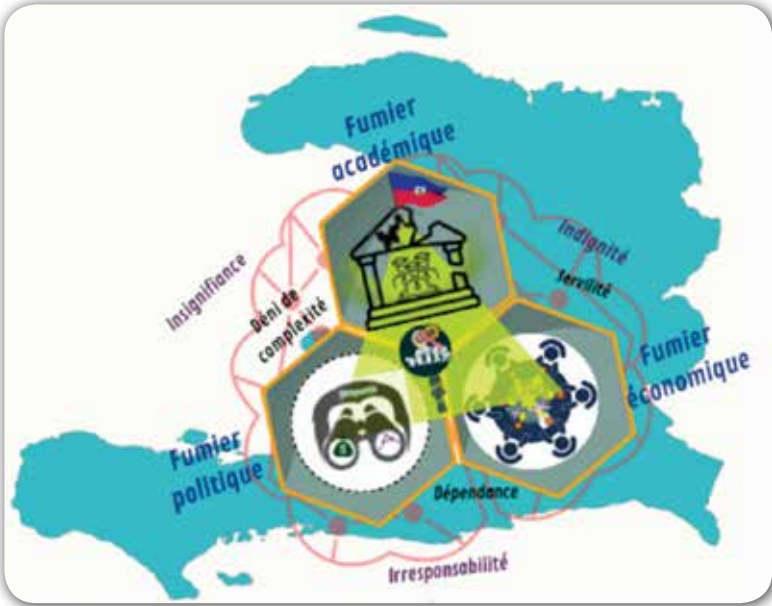 Fumier
académique
Indignité
Servilité
Insignifiance
Déni de
complexité
Fumier
économique
Fumier
politique
Dépendance
Irresponsabilité